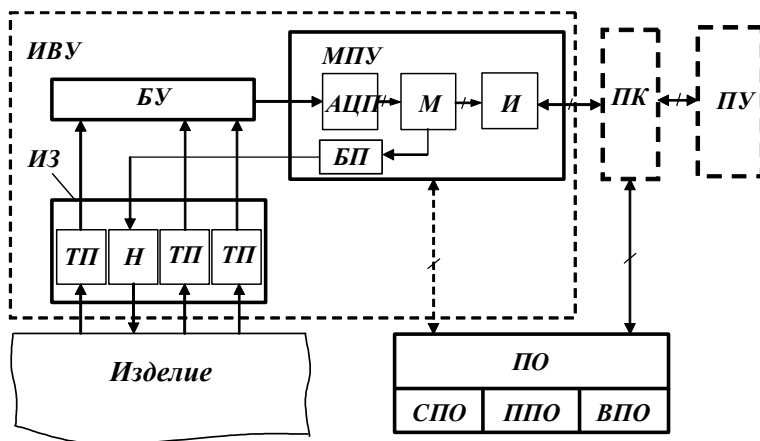 ИВУ
МПУ
БУ
АЦП
М
И
ПК
ПУ
БП
ИЗ
ТП
Н
ТП
ТП
Изделие
ПО
СПО
ППО
ВПО